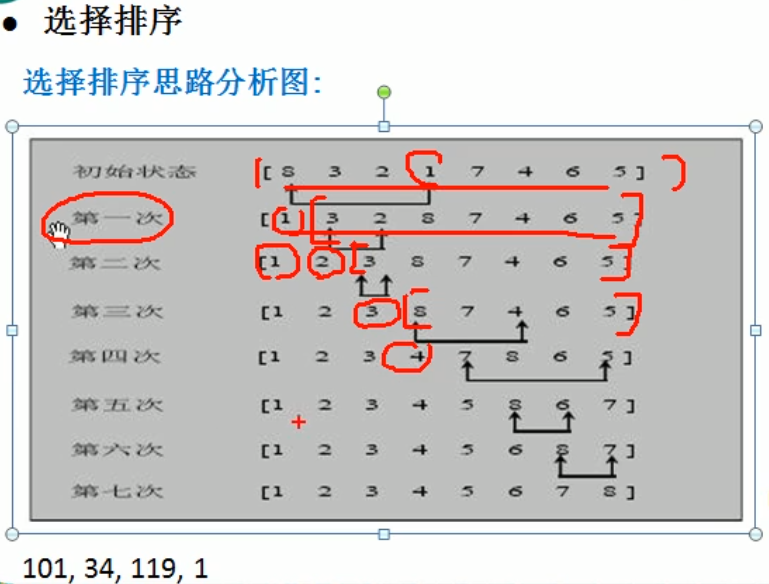 ● 选择排序
选择排序思路分析图:
初始状态 [ 8 3 2 1 7 4 6 5 ]
第一次 [ 1 3 2 8 7 4 6 5 ]
第二次 [ 1 2 3 8 7 4 6 5 ]
第三次 [ 1 2 3 8 7 4 6 5 ]
第四次 [ 1 2 3 4 7 8 6 5 ]
第五次 [ 1 2 3 4 5 8 6 7 ]
第六次 [ 1 2 3 4 5 6 8 7 ]
第七次 [ 1 2 3 4 5 6 7 8 ]
101, 34, 119, 1